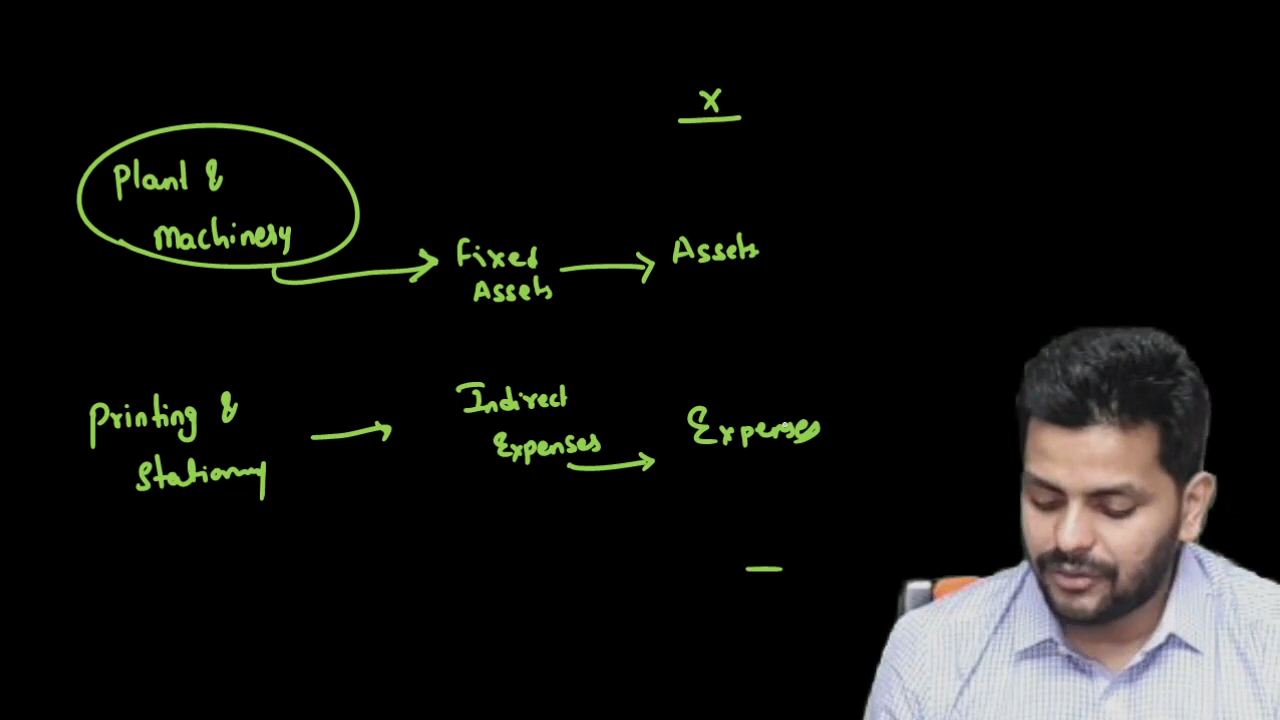 x
Plant &
Machinery
Fixed
Assets
Assets
Printing &
Stationery
Indirect
Expenses
Expenses